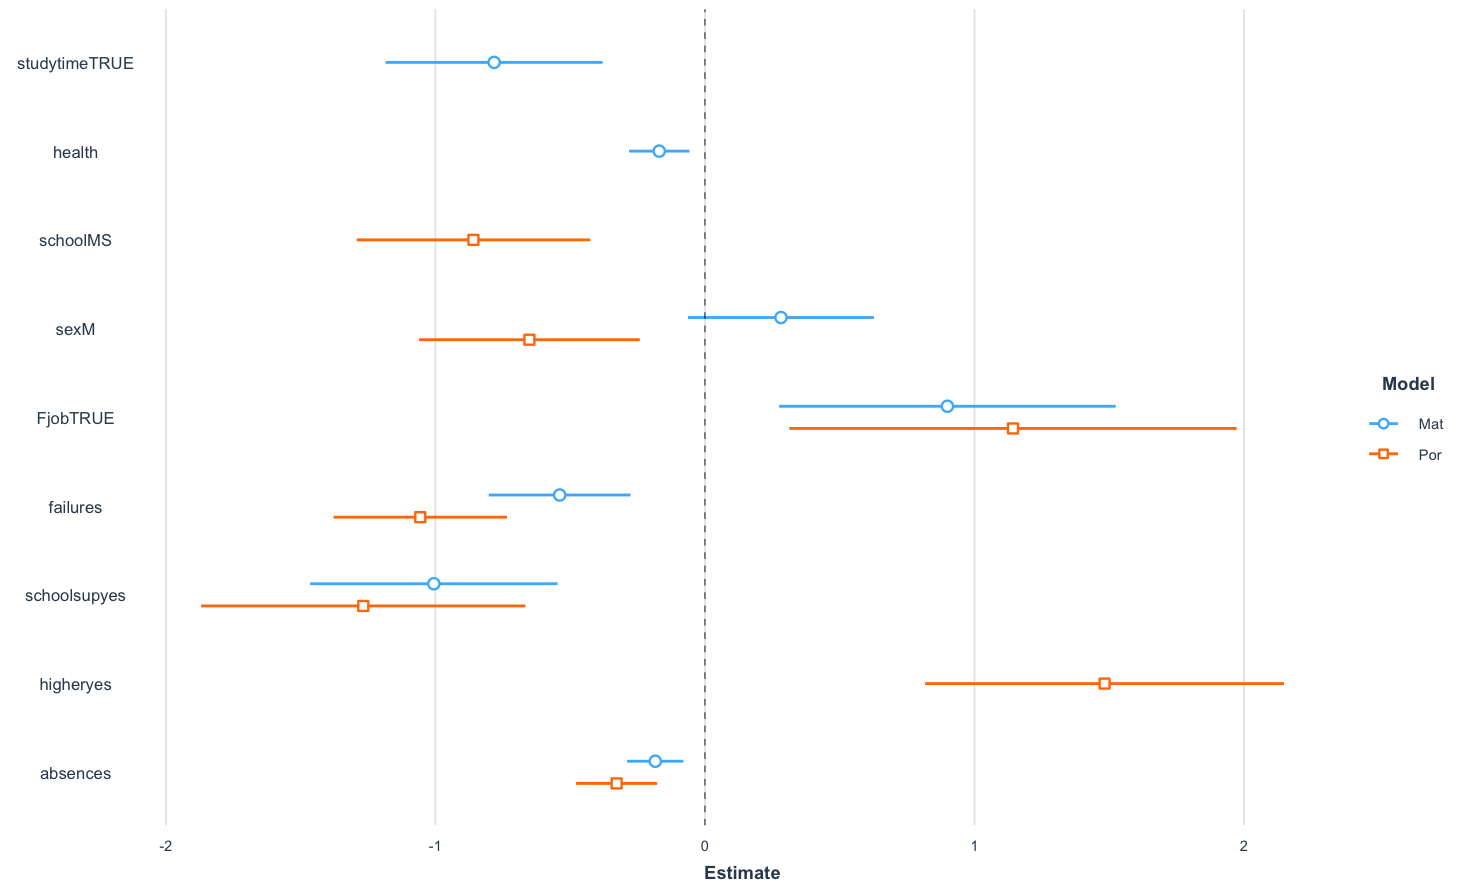 studytimeTRUE
health
schoolMS
sexM
FjobTRUE
failures
schoolsupyes
higheryes
absences
-2 -1 0 1 2
Estimate
Model
Mat
Por